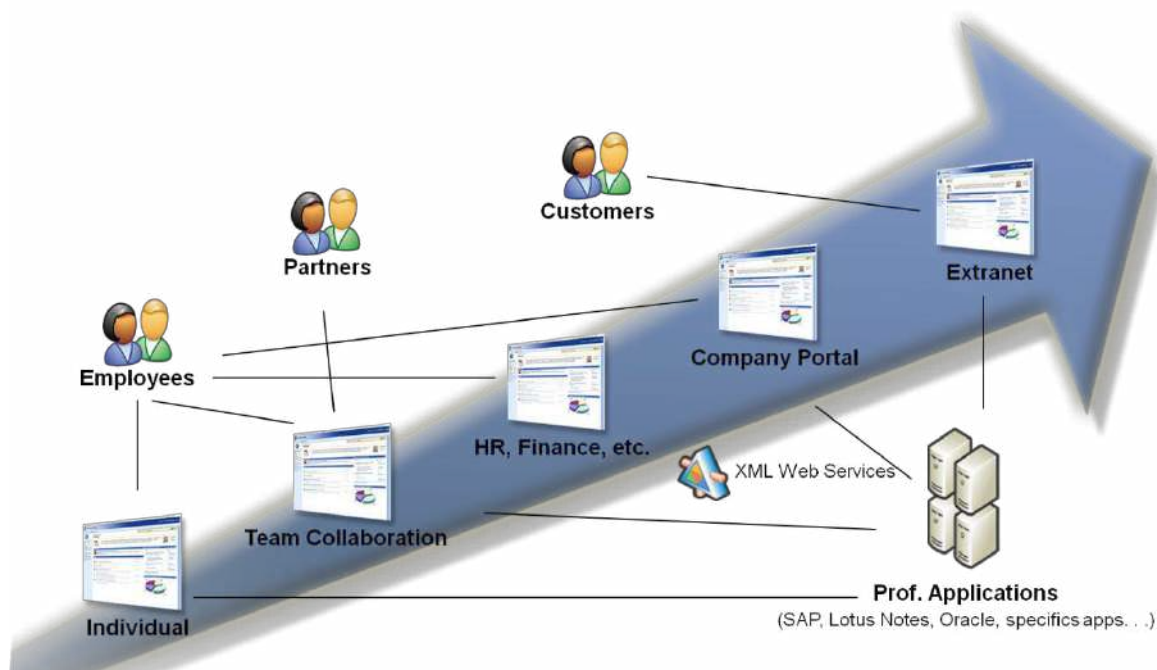 Customers
Partners
Extranet
Company Portal
Employees
HR, Finance, etc.
XML Web Services
Team Collaboration
Prof. Applications
(SAP, Lotus Notes, Oracle, specifics apps. . .)
Individual